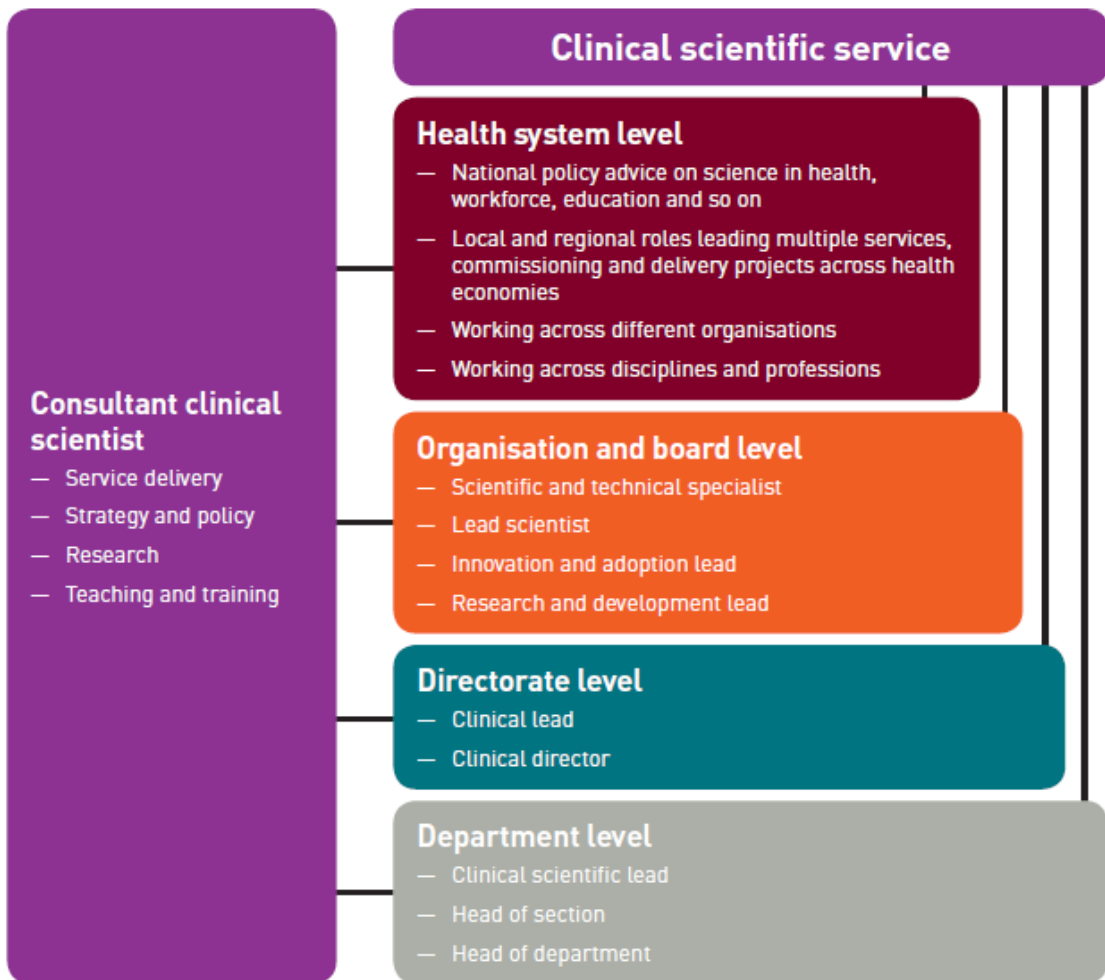 Clinical scientific service
Consultant clinical
scientist
— Service delivery
— Strategy and policy
— Research
— Teaching and training
Health system level
— National policy advice on science in health,
workforce, education and so on
— Local and regional roles leading multiple services,
commissioning and delivery projects across health
economies
— Working across different organisations
— Working across disciplines and professions
Organisation and board level
— Scientific and technical specialist
— Lead scientist
— Innovation and adoption lead
— Research and development lead
Directorate level
— Clinical lead
— Clinical director
Department level
— Clinical scientific lead
— Head of section
— Head of department